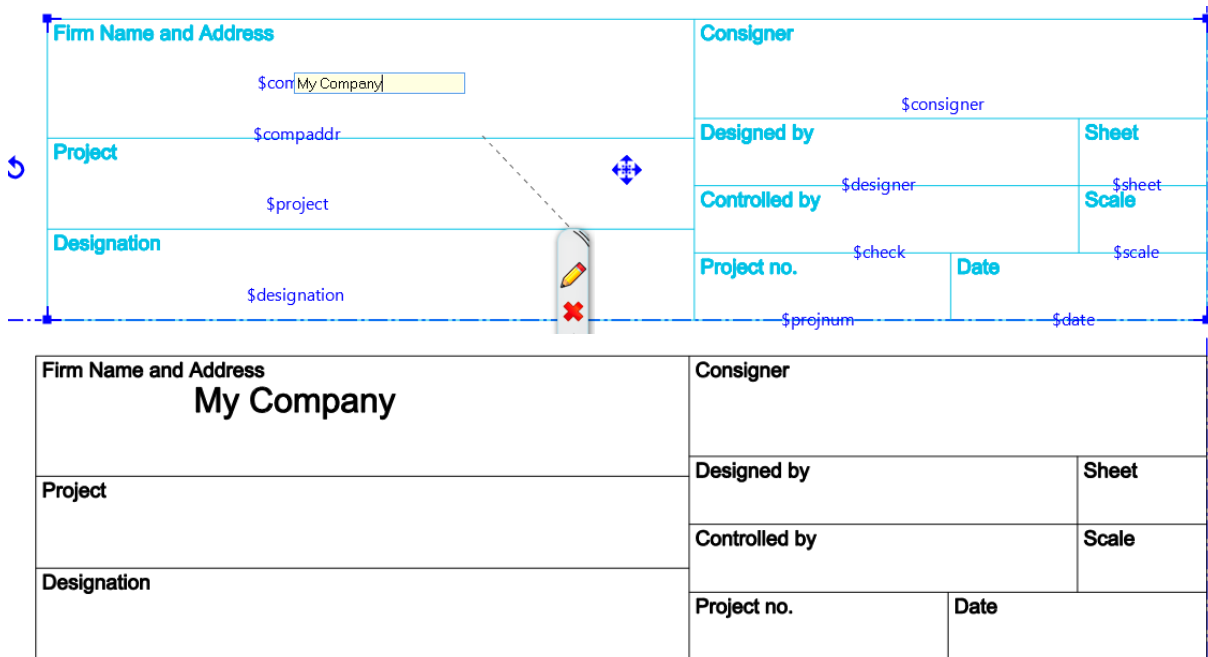 Firm Name and Address
Consigner
$com My Company
$consigner
$compaddr
Designed by
Sheet
Project
$designer
$sheet
$project
Controlled by
Scale
Designation
$check
$scale
Project no.
Date
$designation
$projnum
$date
Firm Name and Address
Consigner
My Company
Designed by
Sheet
Project
Controlled by
Scale
Designation
Project no.
Date